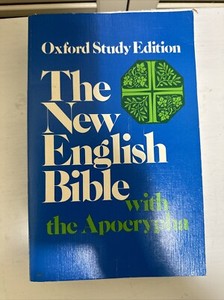 Oxford Study Edition
The
New
English
Bible
with
the Apocrypha